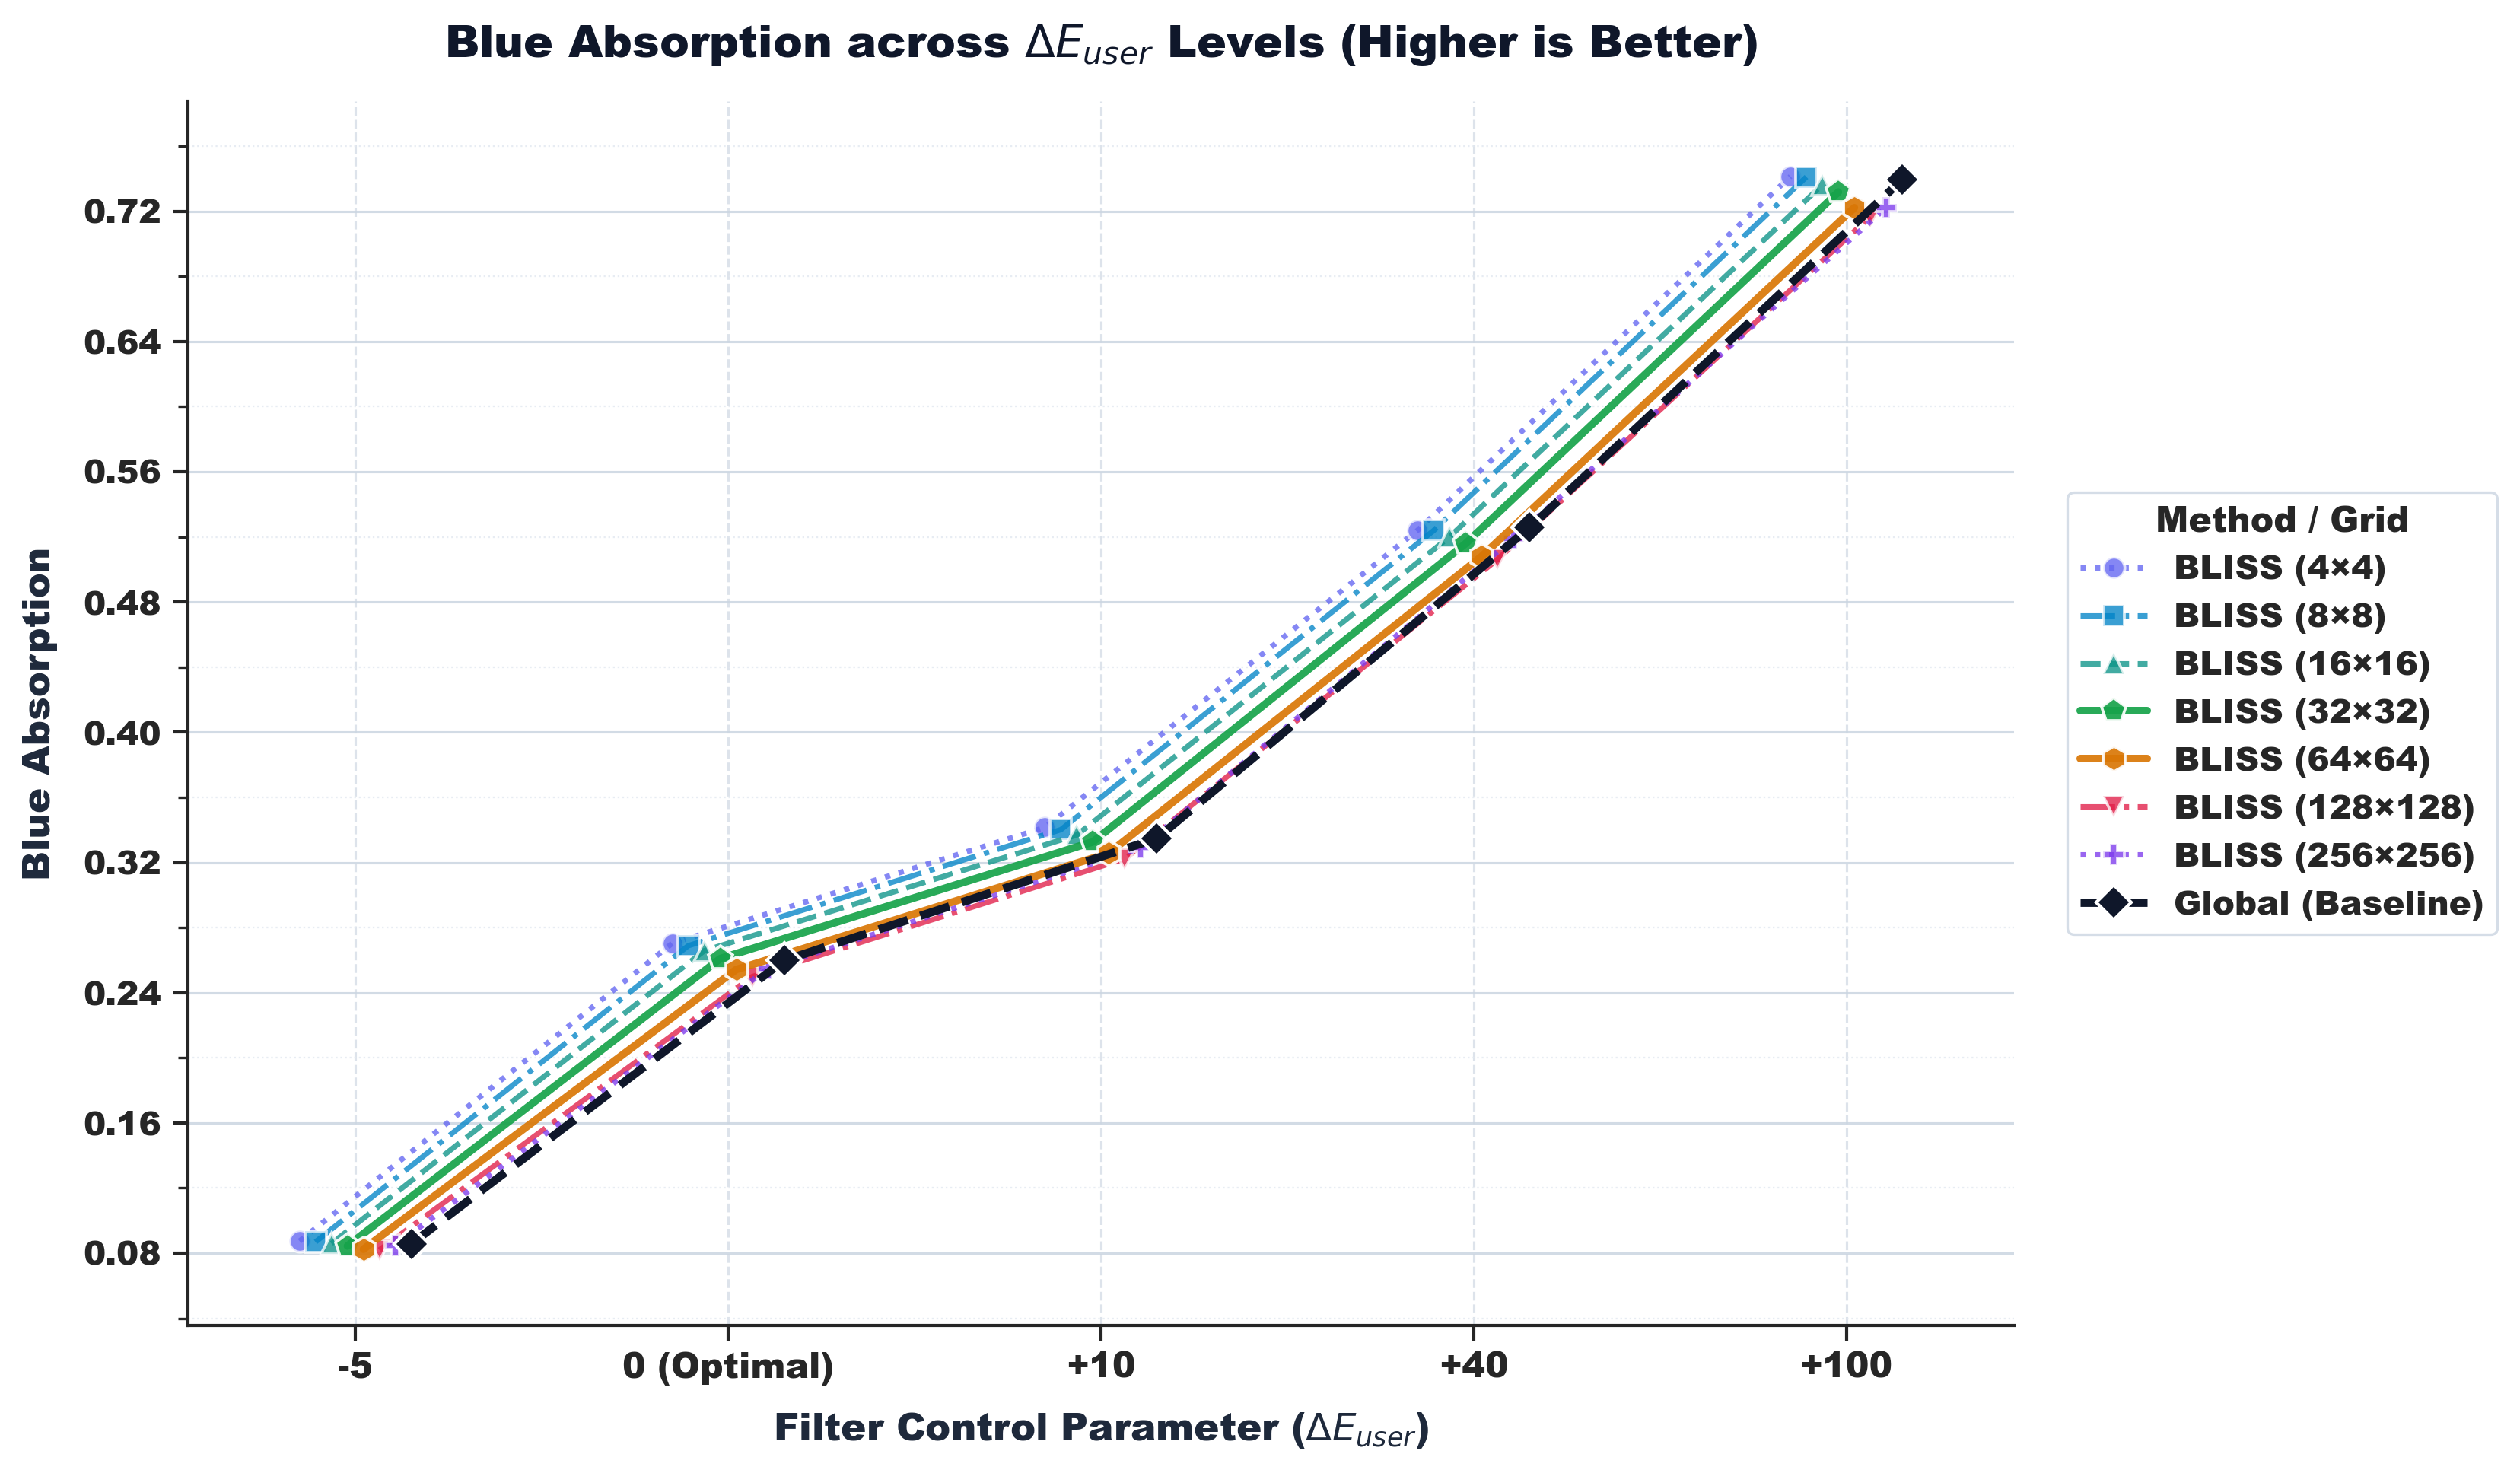 Blue Absorption across ΔE_user Levels (Higher is Better)
Blue Absorption
0.72
0.64
0.56
0.48
0.40
0.32
0.24
0.16
0.08
-5
0 (Optimal)
+10
+40
+100
Filter Control Parameter (ΔE_user)
Method / Grid
BLISS (4×4)
BLISS (8×8)
BLISS (16×16)
BLISS (32×32)
BLISS (64×64)
BLISS (128×128)
BLISS (256×256)
Global (Baseline)